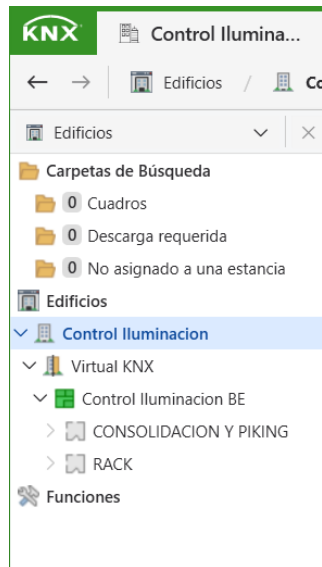 KNX
Control Ilumina...
Edificios / Co
Edificios
Carpetas de Búsqueda
0 Cuadros
0 Descarga requerida
0 No asignado a una estancia
Edificios
Control Iluminacion
Virtual KNX
Control Iluminacion BE
CONSOLIDACION Y PIKING
RACK
Funciones